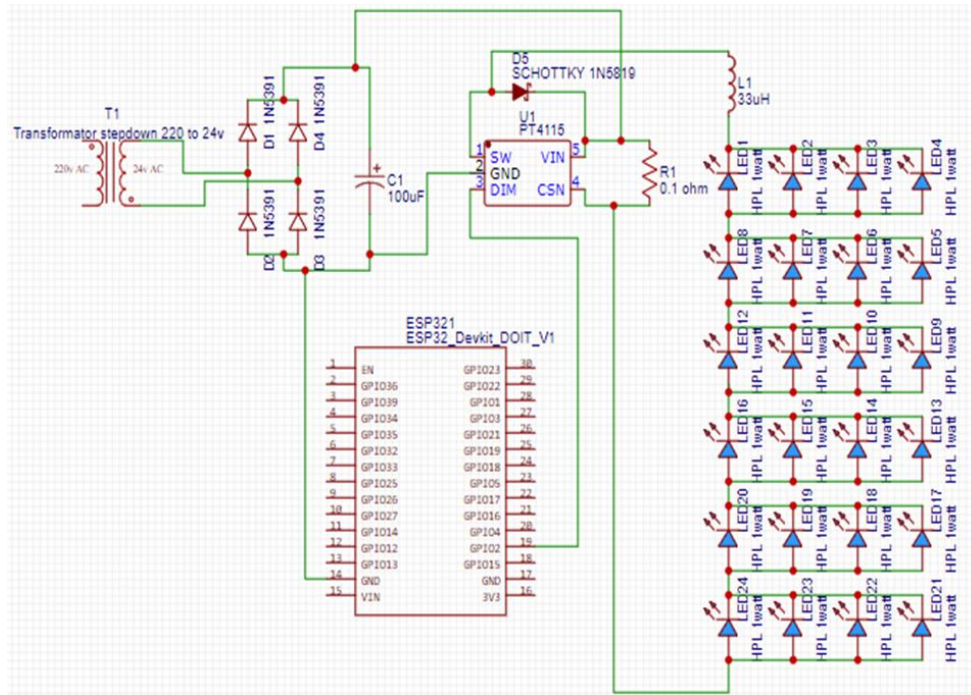 T1
Transformator stepdown 220 to 24v
220v AC
24v AC
D1 1N5391
D4 1N5391
D2
1N5391
D3
1N5391
C1
100uF
D5
SCHOTTKY 1N5819
U1
PT4115
1 SW
2 GND
3 DIM
VIN 5
CSN 4
R1
0.1 ohm
L1
33uH
LED1
HPL 1watt
LED2
HPL 1watt
LED3
HPL 1watt
LED4
HPL 1watt
LED8
HPL 1watt
LED7
HPL 1watt
LED6
HPL 1watt
LED5
HPL 1watt
LED12
HPL 1watt
LED11
HPL 1watt
LED10
HPL 1watt
LED9
HPL 1watt
LED16
HPL 1watt
LED15
HPL 1watt
LED14
HPL 1watt
LED13
HPL 1watt
LED20
HPL 1watt
LED19
HPL 1watt
LED18
HPL 1watt
LED17
HPL 1watt
LED24
HPL 1watt
LED23
HPL 1watt
LED22
HPL 1watt
LED21
HPL 1watt
ESP321
ESP32_Devkit_DOIT_V1
1 EN
2 GPIO36
3 GPIO39
4 GPIO34
5 GPIO35
6 GPIO32
7 GPIO33
8 GPIO25
9 GPIO26
10 GPIO27
11 GPIO14
12 GPIO12
13 GPIO13
14 GND
15 VIN
GPIO23 30
GPIO22 29
GPIO1 28
GPIO3 27
GPIO21 26
GPIO19 25
GPIO18 24
GPIO5 23
GPIO17 22
GPIO16 21
GPIO4 20
GPIO2 19
GPIO15 18
GND 17
3V3 16